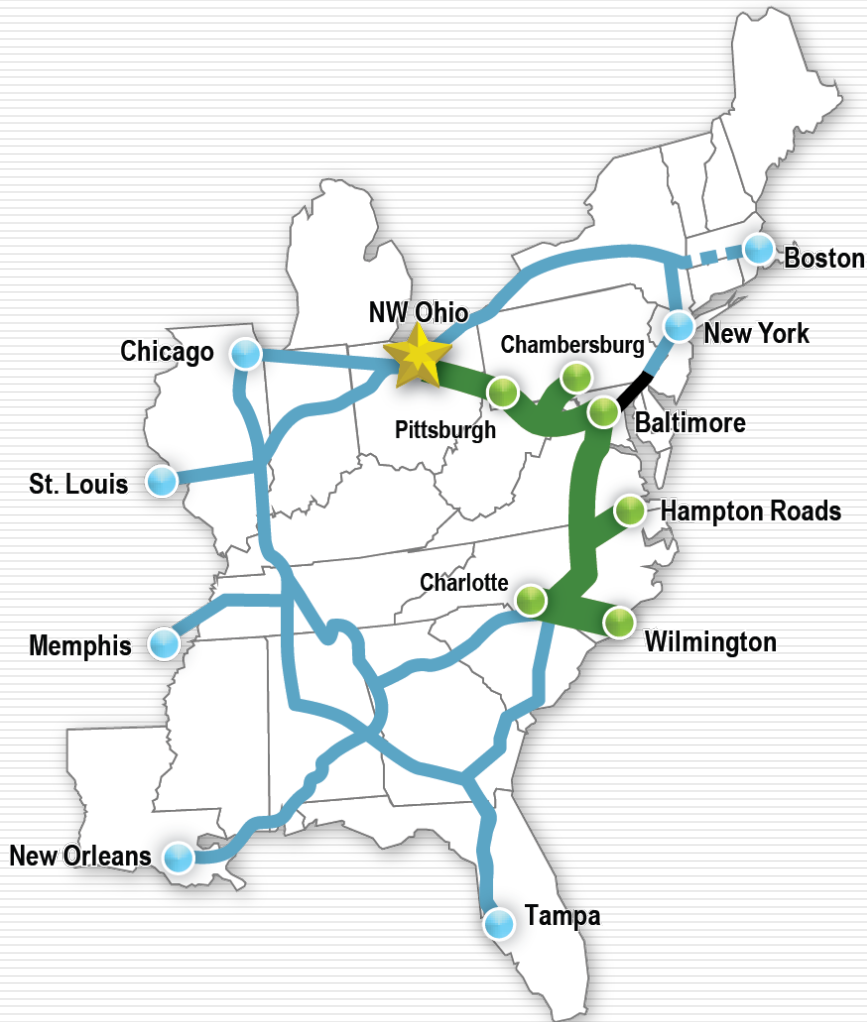 Boston
NW Ohio
New York
Chambersburg
Chicago
Baltimore
Pittsburgh
St. Louis
Hampton Roads
Charlotte
Memphis
Wilmington
New Orleans
Tampa